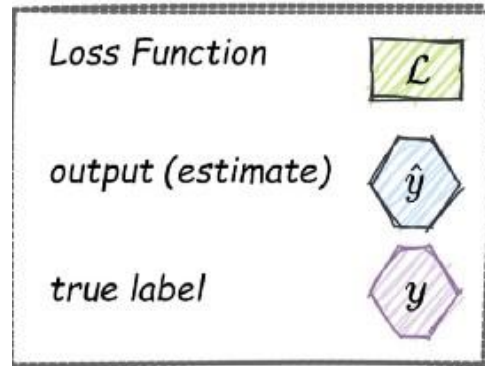 Loss Function ℒ
output (estimate) ŷ
true label y